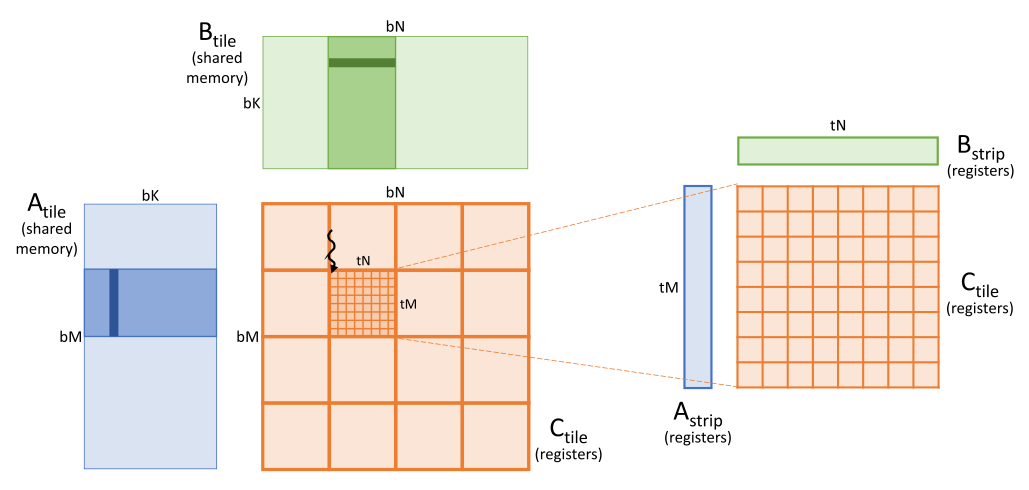 B tile
(shared
memory)
bN
bK
tN
B strip
(registers)
A tile
(shared
memory)
bK
bM
bN
bM
tN
tM
C tile
(registers)
tM
A strip
(registers)
C tile
(registers)